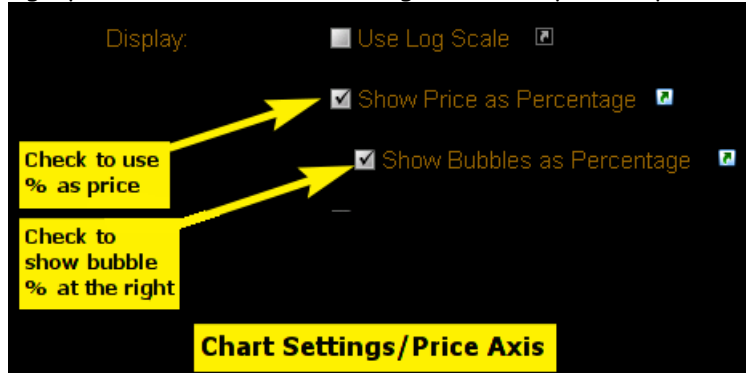 Display:
Use Log Scale
Show Price as Percentage
Check to use
% as price
Show Bubbles as Percentage
Check to
show bubble
% at the right
Chart Settings/Price Axis